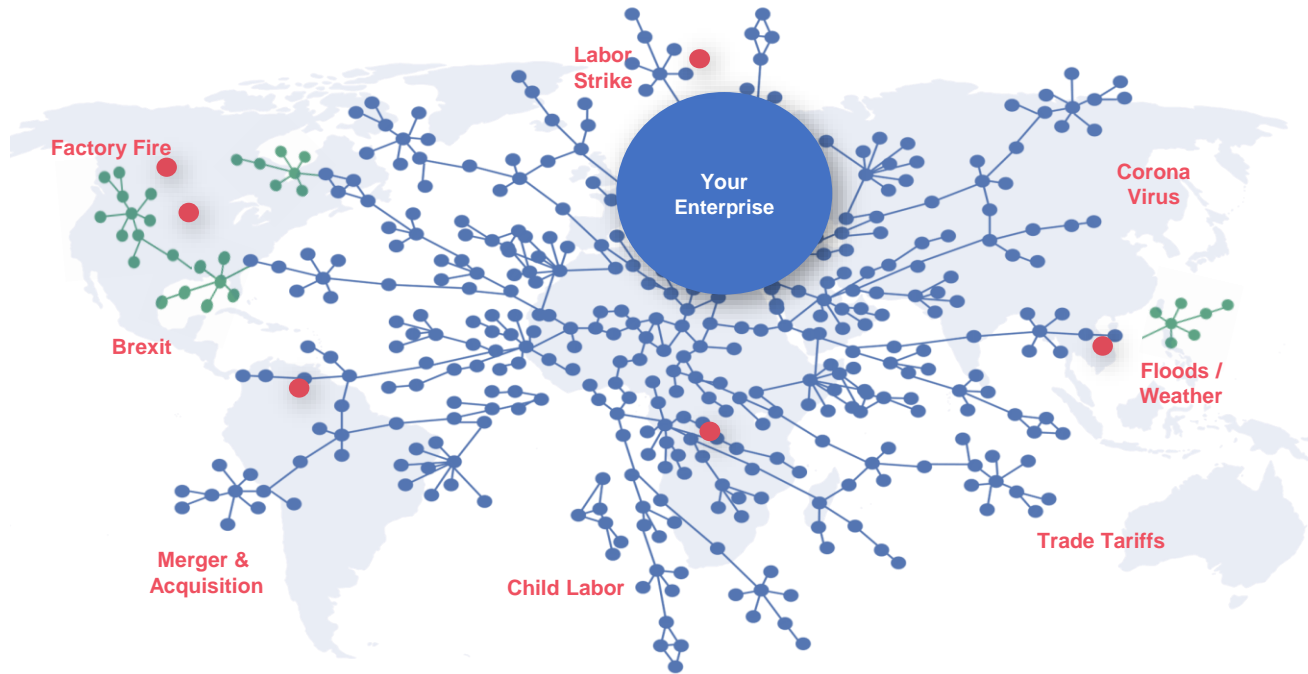 Labor
Strike
Factory Fire
Your
Enterprise
Corona
Virus
Brexit
Floods /
Weather
Merger &
Acquisition
Child Labor
Trade Tariffs